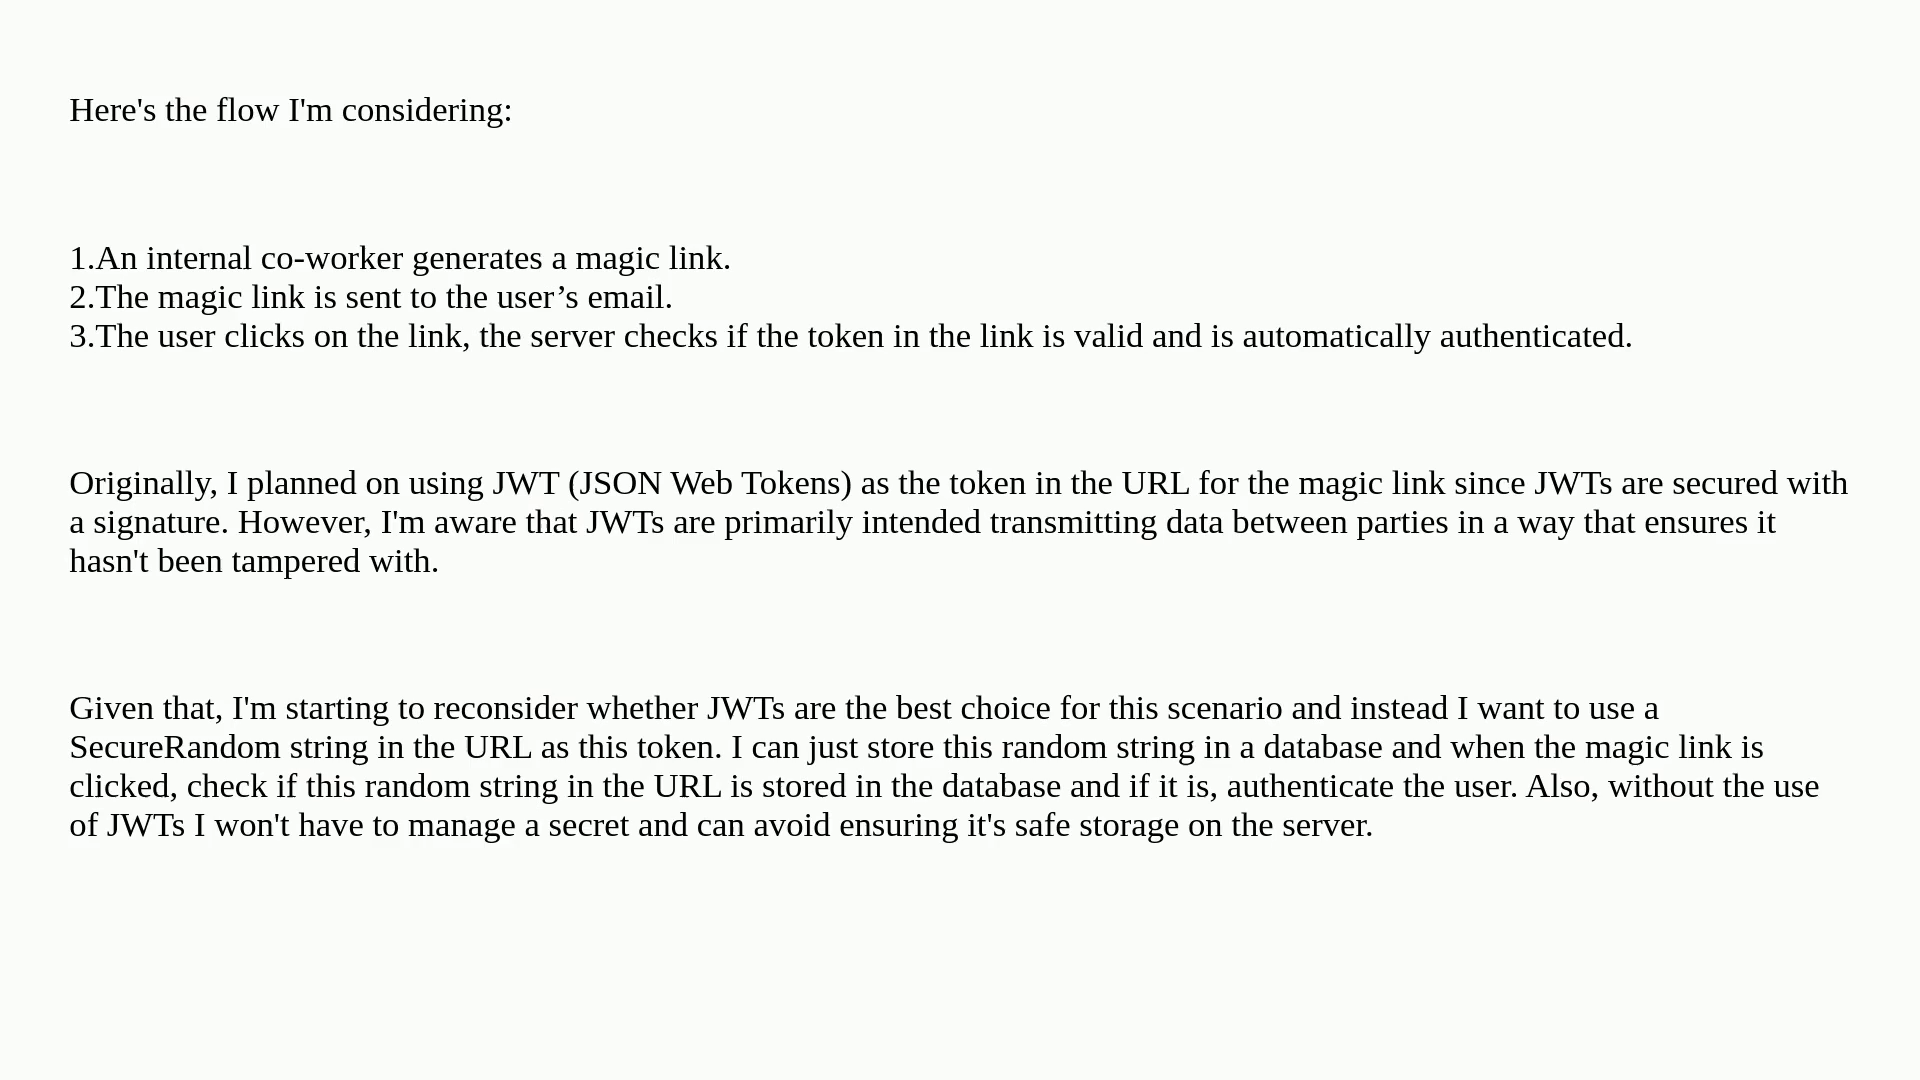 Here's the flow I'm considering:
1.An internal co-worker generates a magic link.
2.The magic link is sent to the user’s email.
3.The user clicks on the link, the server checks if the token in the link is valid and is automatically authenticated.
Originally, I planned on using JWT (JSON Web Tokens) as the token in the URL for the magic link since JWTs are secured with
a signature. However, I'm aware that JWTs are primarily intended transmitting data between parties in a way that ensures it
hasn't been tampered with.
Given that, I'm starting to reconsider whether JWTs are the best choice for this scenario and instead I want to use a
SecureRandom string in the URL as this token. I can just store this random string in a database and when the magic link is
clicked, check if this random string in the URL is stored in the database and if it is, authenticate the user. Also, without the use
of JWTs I won't have to manage a secret and can avoid ensuring it's safe storage on the server.